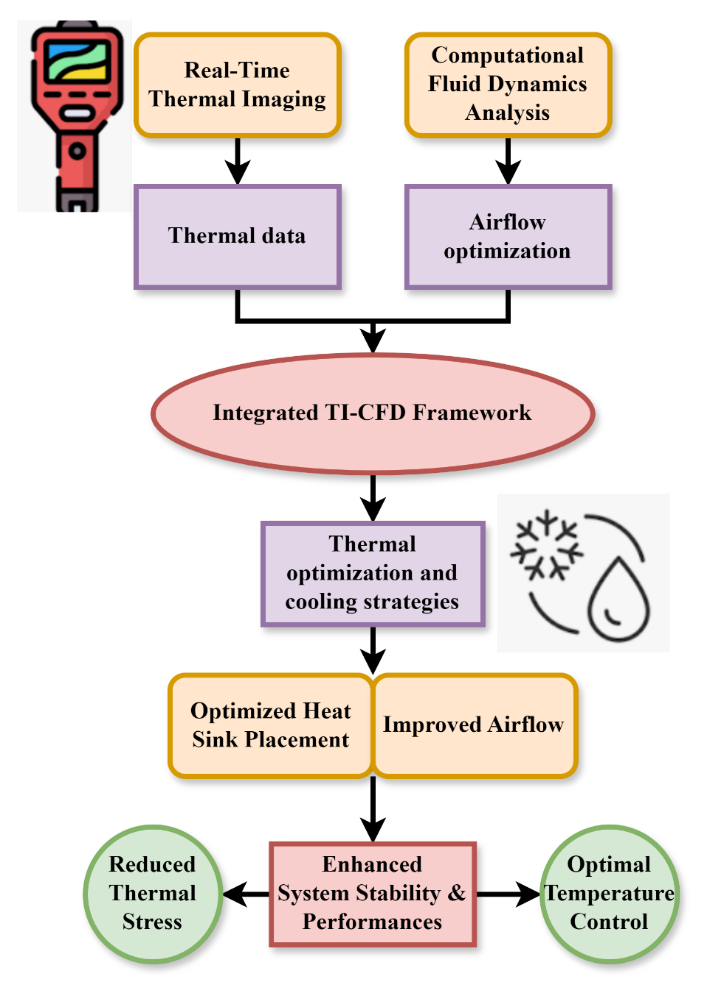 Real-Time
Thermal Imaging
Computational
Fluid Dynamics
Analysis
Thermal data
Airflow
optimization
Integrated TI-CFD Framework
Thermal
optimization and
cooling strategies
Optimized Heat
Sink Placement
Improved Airflow
Reduced
Thermal
Stress
Enhanced
System Stability &
Performances
Optimal
Temperature
Control